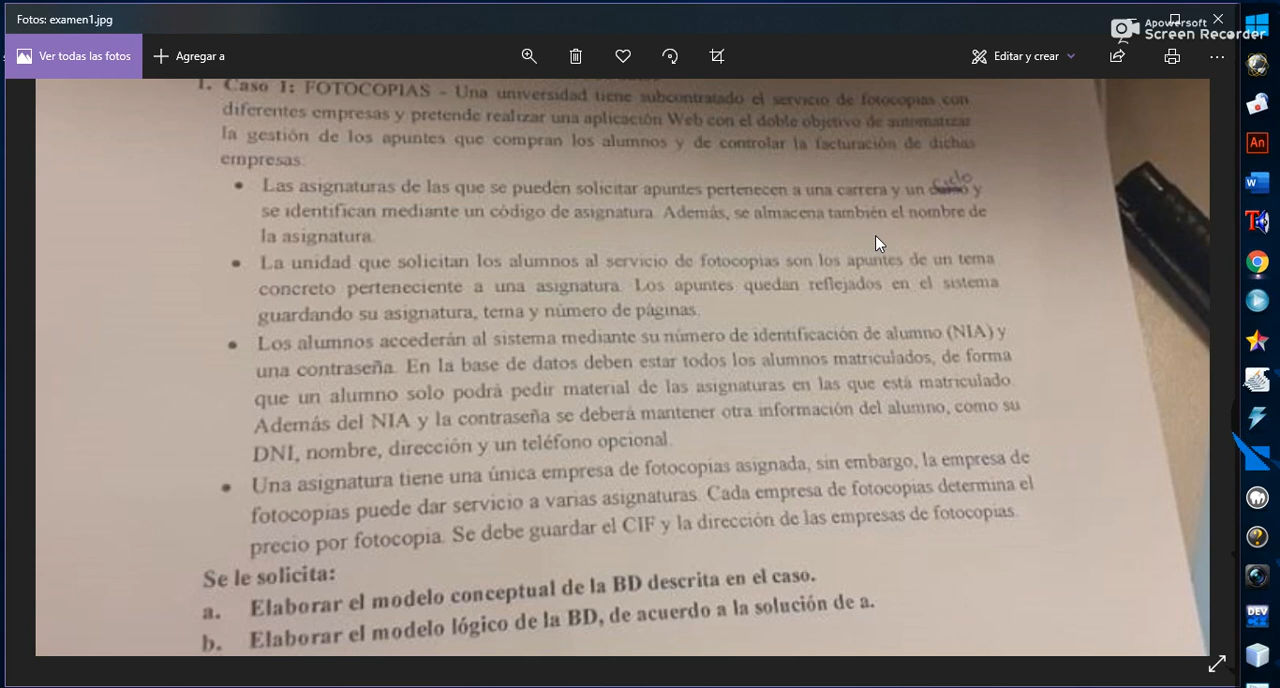 Fotos: examen1.jpg
Apowersoft
Screen Recorder
Ver todas las fotos
Agregar a
Editar y crear
1. Caso 1: FOTOCOPIAS - Una universidad tiene subcontratado el servicio de fotocopias con
diferentes empresas y pretende realizar una aplicación Web con el doble objetivo de automatizar
la gestión de los apuntes que compran los alumnos y de controlar la facturación de dichas
empresas.
• Las asignaturas de las que se pueden solicitar apuntes pertenecen a una carrera y un ciclo y
se identifican mediante un código de asignatura. Además, se almacena también el nombre de
la asignatura.
• La unidad que solicitan los alumnos al servicio de fotocopias son los apuntes de un tema
concreto perteneciente a una asignatura. Los apuntes quedan reflejados en el sistema
guardando su asignatura, tema y número de páginas.
• Los alumnos accederán al sistema mediante su número de identificación de alumno (NIA) y
una contraseña. En la base de datos deben estar todos los alumnos matriculados, de forma
que un alumno solo podrá pedir material de las asignaturas en las que está matriculado.
Además del NIA y la contraseña se deberá mantener otra información del alumno, como su
DNI, nombre, dirección y un teléfono opcional.
• Una asignatura tiene una única empresa de fotocopias asignada, sin embargo, la empresa de
fotocopias puede dar servicio a varias asignaturas. Cada empresa de fotocopias determina el
precio por fotocopia. Se debe guardar el CIF y la dirección de las empresas de fotocopias.
Se le solicita:
a. Elaborar el modelo conceptual de la BD descrita en el caso.
b. Elaborar el modelo lógico de la BD, de acuerdo a la solución de a.
An
W
T
DEV
C++